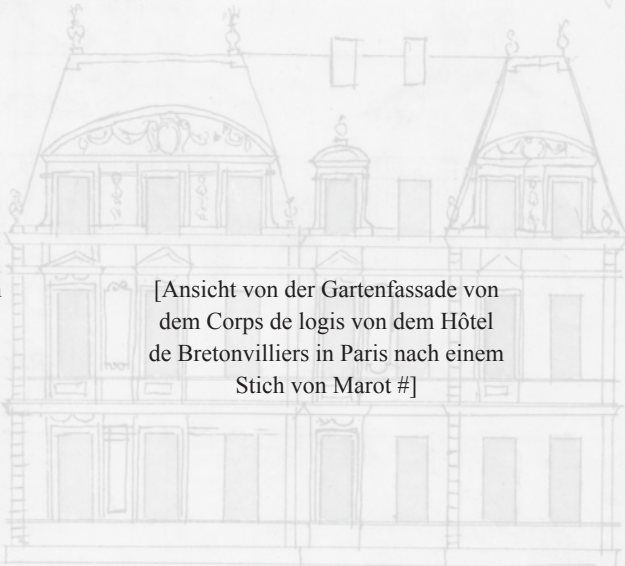 [Ansicht von der Gartenfassade von
dem Corps de logis von dem Hôtel
de Bretonvilliers in Paris nach einem
Stich von Marot #]